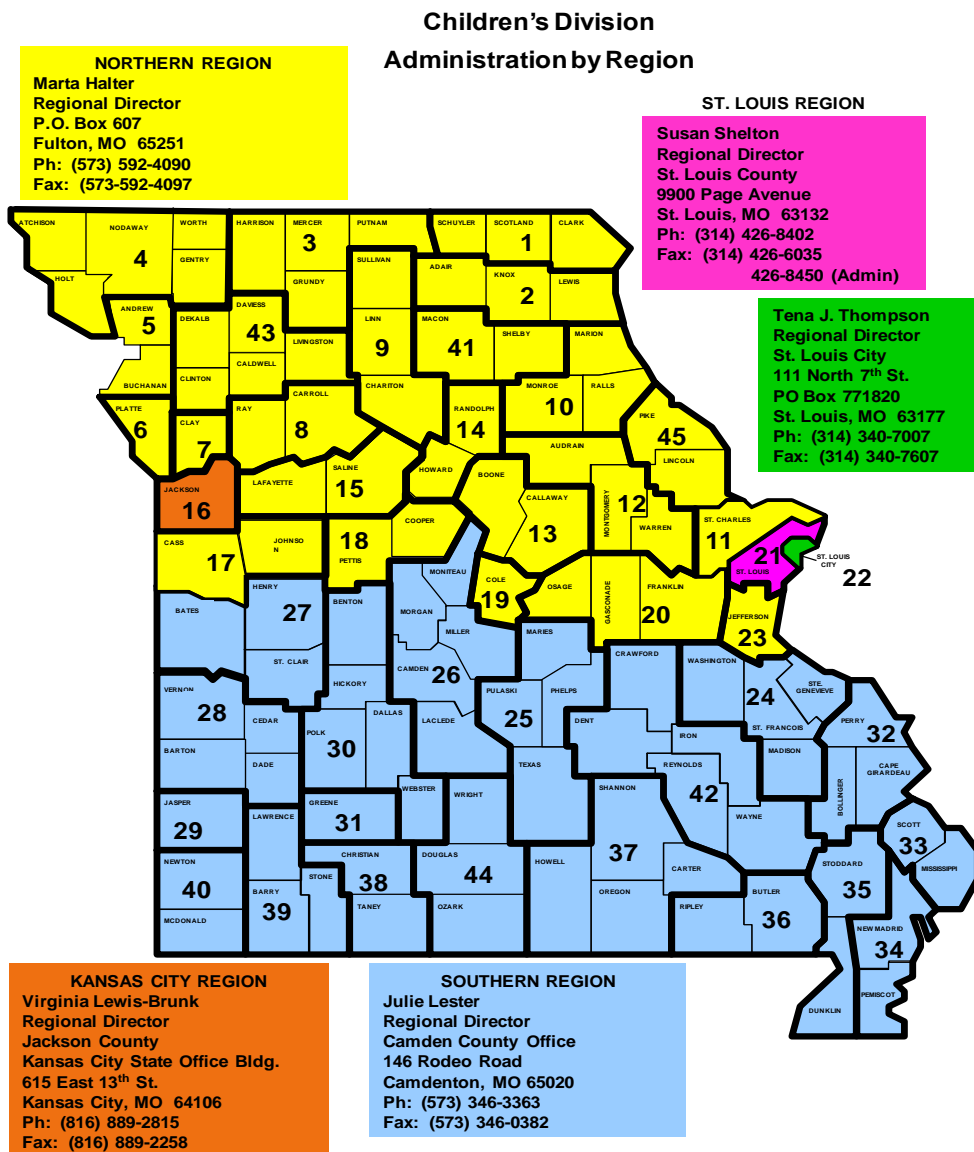 Children's Division
Administration by Region
NORTHERN REGION
Marta Halter
Regional Director
P.O. Box 607
Fulton, MO 65251
Ph: (573) 592-4090
Fax: (573-592-4097
ST. LOUIS REGION
Susan Shelton
Regional Director
St. Louis County
9900 Page Avenue
St. Louis, MO 63132
Ph: (314) 426-8402
Fax: (314) 426-6035
426-8450 (Admin)
Tena J. Thompson
Regional Director
St. Louis City
111 North 7th St.
PO Box 771820
St. Louis, MO 63177
Ph: (314) 340-7007
Fax: (314) 340-7607
ATCHISON
NODAWAY
WORTH
HARRISON
MERCER
PUTNAM
SCHUYLER
SCOTLAND
CLARK
4
3
1
GENTRY
SULLIVAN
ADAIR
KNOX
HOLT
GRUNDY
2
LEWIS
ANDREW
5
DEKALB
DAVIESS
43
LINN
9
MACON
41
SHELBY
MARION
LIVINGSTON
CALDWELL
BUCHANAN
CLINTON
CHARITON
MONROE
RALLS
10
PLATTE
6
CLAY
7
RAY
CARROLL
8
RANDOLPH
14
PIKE
45
AUDRAIN
LINCOLN
JACKSON
16
LAFAYETTE
SALINE
15
HOWARD
BOONE
CALLAWAY
13
MONTGOMERY
12
WARREN
ST. CHARLES
11
COOPER
CASS
17
JOHNSO
N
18
PETTIS
21
ST. LOUIS
ST. LOUIS
CITY
22
MONITEAU
COLE
19
OSAGE
GASCONADE
FRANKLIN
20
JEFFERSON
23
BATES
HENRY
27
BENTON
MORGAN
MILLER
MARIES
CRAWFORD
WASHINGTON
ST. CLAIR
CAMDEN
26
STE.
GENEVIEVE
24
VERNON
28
HICKORY
PULASKI
25
PHELPS
CEDAR
DALLAS
LACLEDE
DENT
ST. FRANCOIS
PERRY
32
POLK
30
IRON
BARTON
DADE
TEXAS
REYNOLDS
MADISON
CAPE
GIRARDEAU
42
BOLLINGER
WEBSTER
WRIGHT
SHANNON
JASPER
29
GREENE
31
LAWRENCE
WAYNE
SCOTT
33
NEWTON
40
CHRISTIAN
38
DOUGLAS
44
HOWELL
37
CARTER
STODDARD
35
MISSISSIPPI
STONE
BARRY
39
TANEY
OZARK
OREGON
RIPLEY
BUTLER
36
MCDONALD
NEW MADRID
34
PEMISCOT
DUNKLIN
KANSAS CITY REGION
Virginia Lewis-Brunk
Regional Director
Jackson County
Kansas City State Office Bldg.
615 East 13th St.
Kansas City, MO 64106
Ph: (816) 889-2815
Fax: (816) 889-2258
SOUTHERN REGION
Julie Lester
Regional Director
Camden County Office
146 Rodeo Road
Camdenton, MO 65020
Ph: (573) 346-3363
Fax: (573) 346-0382